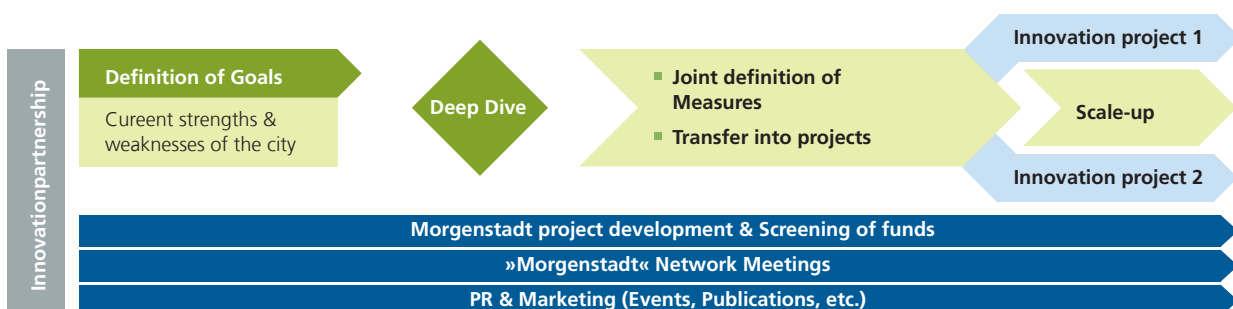 Innovationpartnership
Definition of Goals
Cureent strengths &
weaknesses of the city
Deep Dive
Joint definition of
Measures
Transfer into projects
Innovation project 1
Scale-up
Innovation project 2
Morgenstadt project development & Screening of funds
»Morgenstadt« Network Meetings
PR & Marketing (Events, Publications, etc.)